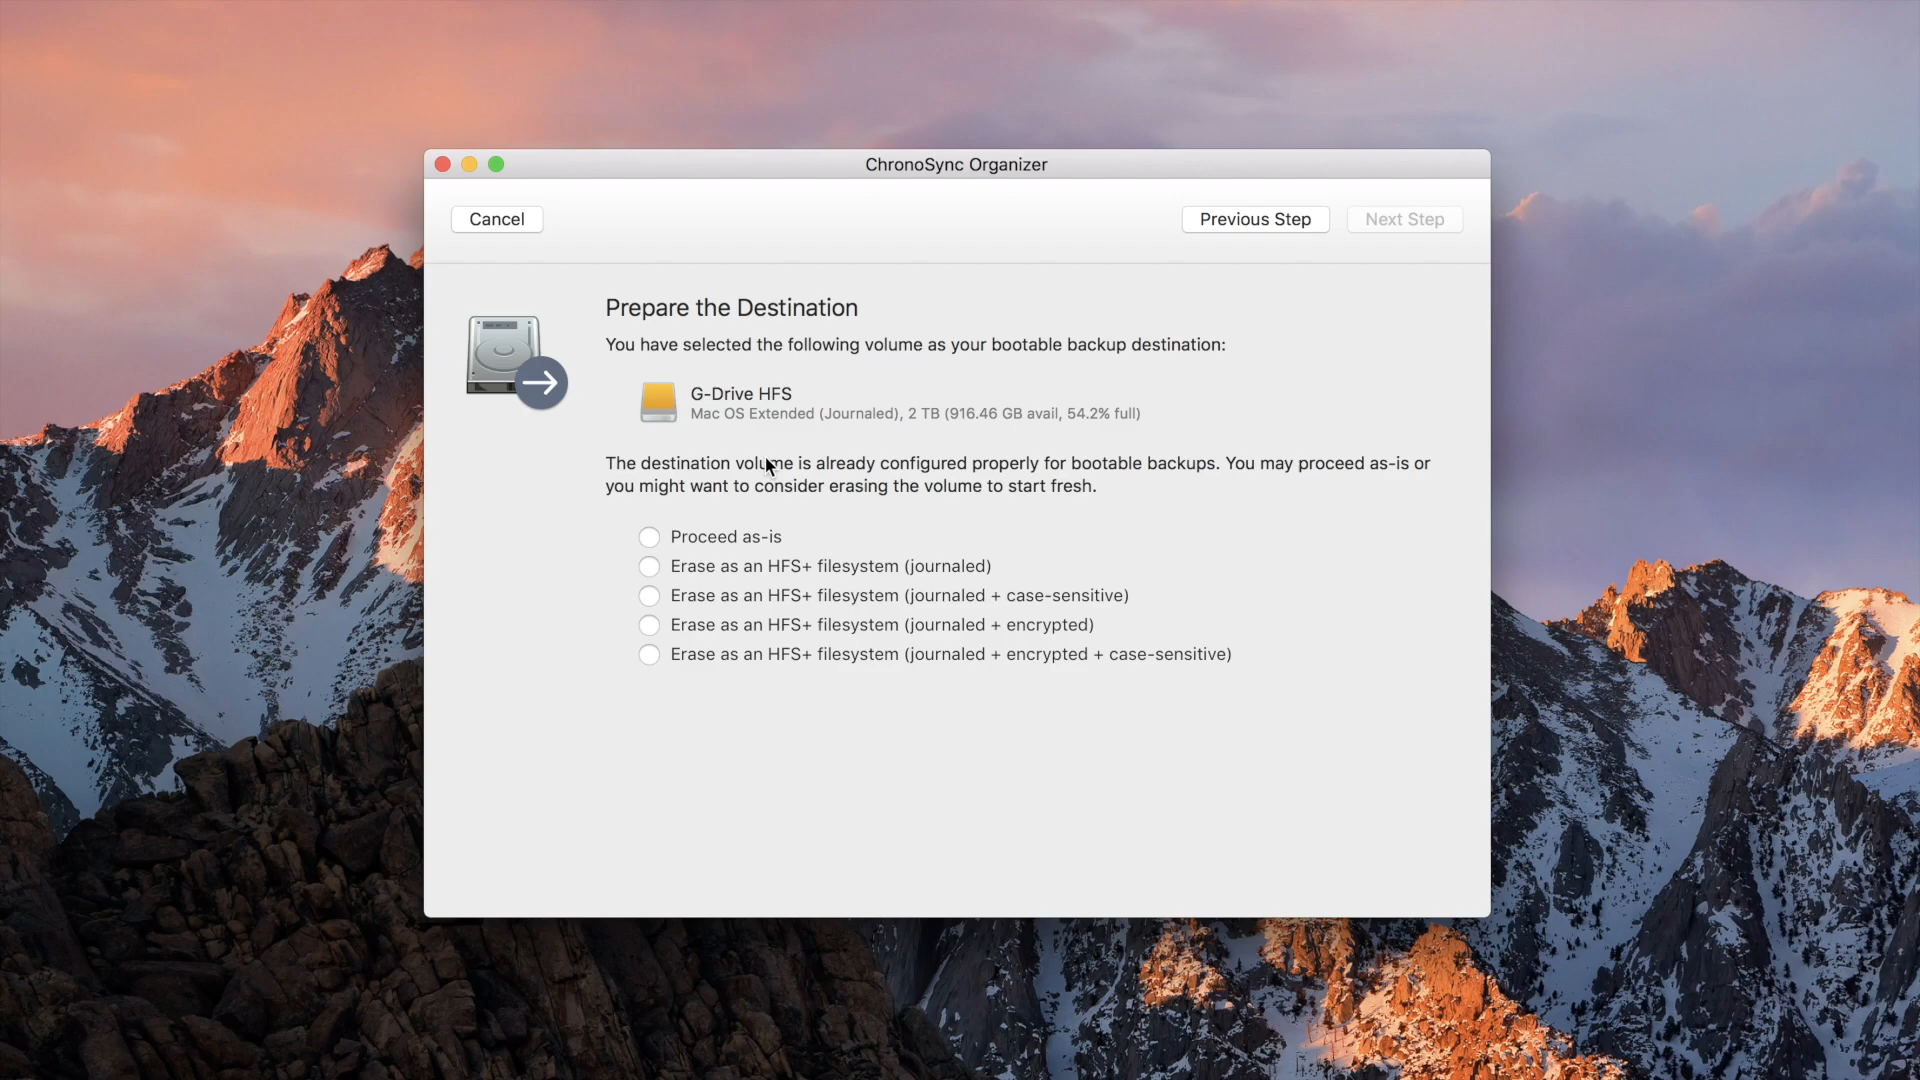 ChronoSync Organizer
Cancel
Previous Step
Next Step
Prepare the Destination
You have selected the following volume as your bootable backup destination:
G-Drive HFS
Mac OS Extended (Journaled), 2 TB (916.46 GB avail, 54.2% full)
The destination volume is already configured properly for bootable backups. You may proceed as-is or
you might want to consider erasing the volume to start fresh.
Proceed as-is
Erase as an HFS+ filesystem (journaled)
Erase as an HFS+ filesystem (journaled + case-sensitive)
Erase as an HFS+ filesystem (journaled + encrypted)
Erase as an HFS+ filesystem (journaled + encrypted + case-sensitive)